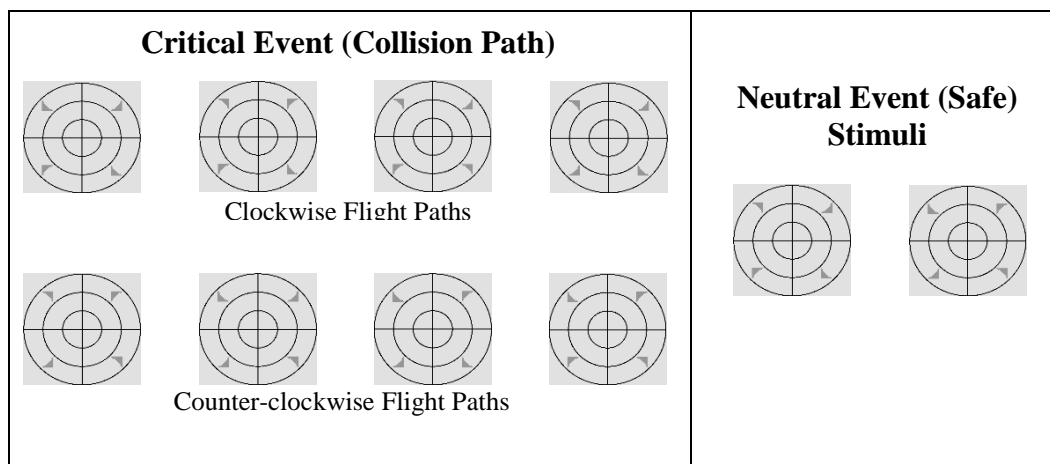 Critical Event (Collision Path)
Clockwise Flight Paths
Counter-clockwise Flight Paths
Neutral Event (Safe)
Stimuli